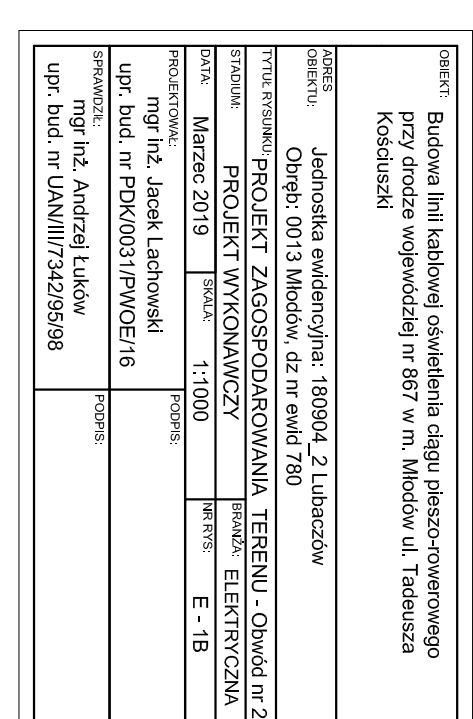 OBIEKT:
Budowa linii kablowej oświetlenia ciągu pieszo-rowerowego
przy drodze wojewódziej nr 867 w m. Młodów ul. Tadeusza
Kościuszki
ADRES
OBIEKTU:
Jednostka ewidencyjna: 180904_2 Lubaczów
Obręb: 0013 Młodów, dz nr ewid 780
TYTUŁ RYSUNKU: PROJEKT ZAGOSPODAROWANIA TERENU - Obwód nr 2
STADIUM: PROJEKT WYKONAWCZY BRANŻA: ELEKTRYCZNA
DATA: Marzec 2019 SKALA: 1:1000 NR RYS: E - 1B
PROJEKTOWAŁ: PODPIS:
mgr inż. Jacek Lachowski
upr. bud. nr PDK/0031/PWOE/16
SPRAWDZIŁ: PODPIS:
mgr inż. Andrzej Łuków
upr. bud. nr UAN/III/7342/95/98